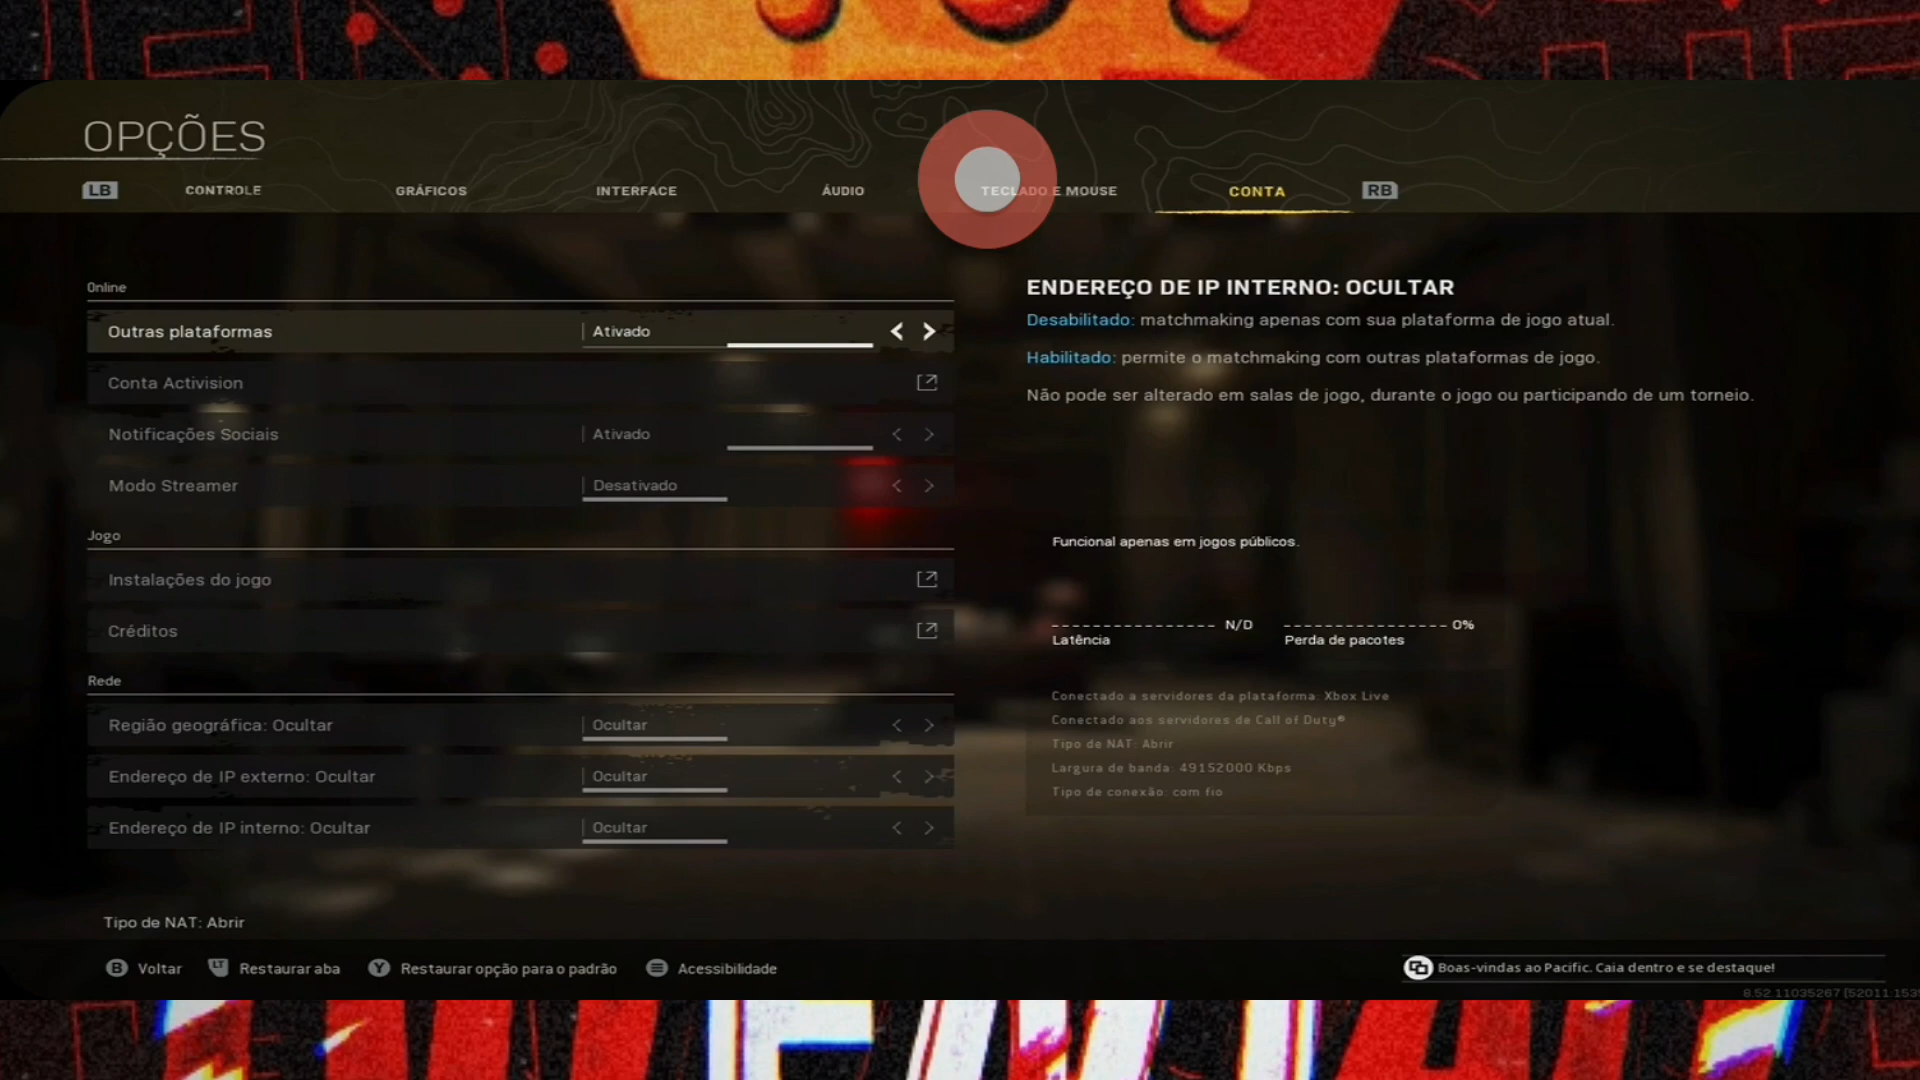 OPÇÕES
LB CONTROLE GRÁFICOS INTERFACE ÁUDIO TECLADO E MOUSE CONTA RB
Online
Outras plataformas Ativado
Conta Activision
Notificações Sociais Ativado
Modo Streamer Desativado
Jogo
Instalações do jogo
Créditos
Rede
Região geográfica: Ocultar Ocultar
Endereço de IP externo: Ocultar Ocultar
Endereço de IP interno: Ocultar Ocultar
ENDEREÇO DE IP INTERNO: OCULTAR
Desabilitado: matchmaking apenas com sua plataforma de jogo atual.
Habilitado: permite o matchmaking com outras plataformas de jogo.
Não pode ser alterado em salas de jogo, durante o jogo ou participando de um torneio.
Funcional apenas em jogos públicos.
N/D 0%
Latência Perda de pacotes
Conectado a servidores da plataforma: Xbox Live
Conectado aos servidores de Call of Duty®
Tipo de NAT: Abrir
Largura de banda: 49152000 Kbps
Tipo de conexão: com fio
Tipo de NAT: Abrir
B Voltar LT Restaurar aba Y Restaurar opção para o padrão Acessibilidade
Boas-vindas ao Pacific. Caia dentro e se destaque!